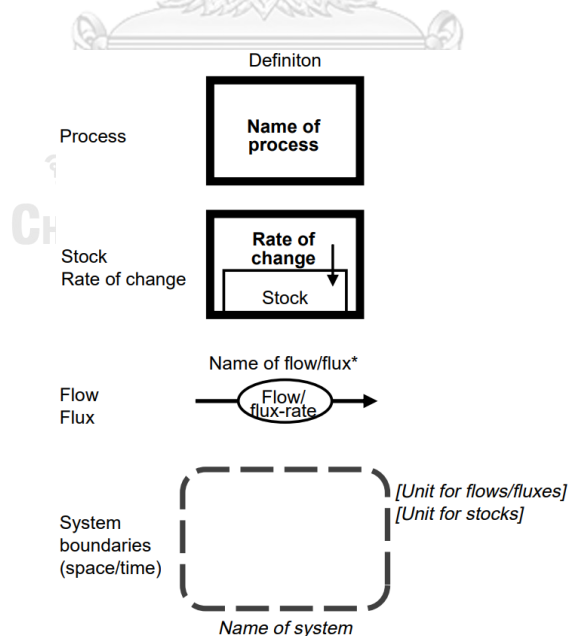 Definiton
Process
Name of
process
Stock
Rate of change
Rate of
change
Stock
Name of flow/flux*
Flow
Flux
Flow/
flux-rate
System
boundaries
(space/time)
[Unit for flows/fluxes]
[Unit for stocks]
Name of system